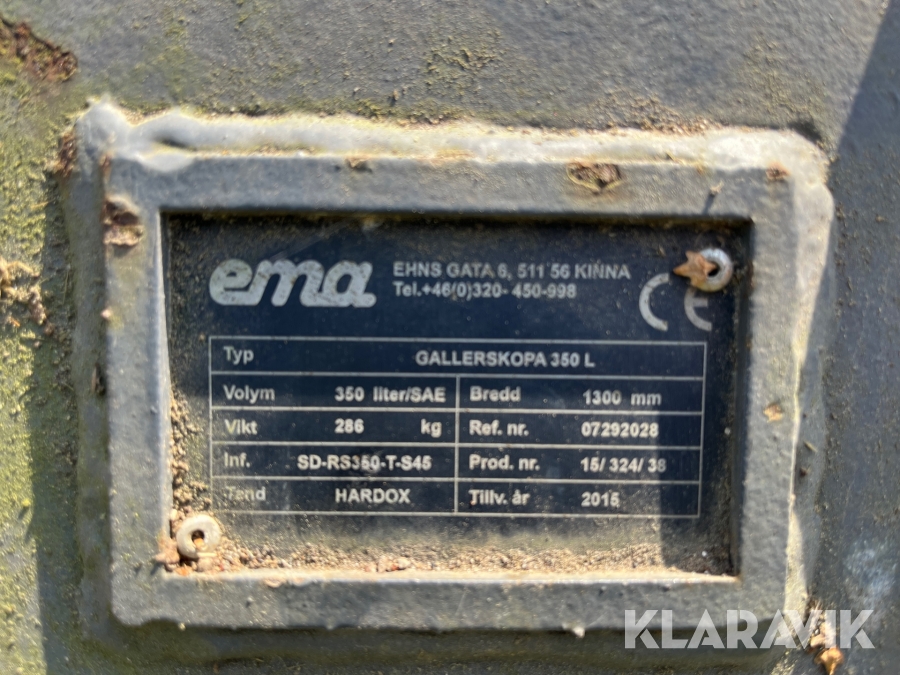 ema
EHNS GATA 6, 511 56 KINNA
Tel.+46(0)320- 450-998
CE
Typ GALLERSKOPA 350 L
Volym 350 liter/SAE Bredd 1300 mm
Vikt 286 kg Ref. nr. 07292028
Inf. SD-RS350-T-S45 Prod. nr. 15/ 324/ 38
Tand HARDOX Tillv. år 2015
KLARAVIK